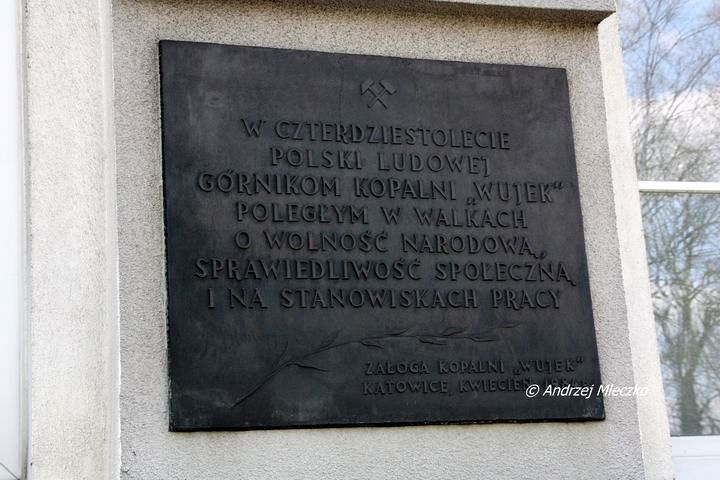 W CZTERDZIESTOLECIE
POLSKI LUDOWEJ
GÓRNIKOM KOPALNI „WUJEK"
POLEGŁYM W WALKACH
O WOLNOŚĆ NARODOWĄ,
SPRAWIEDLIWOŚĆ SPOŁECZNĄ
I NA STANOWISKACH PRACY
ZAŁOGA KOPALNI „WUJEK"
KATOWICE, KWIECIEŃ
© Andrzej Mleczko